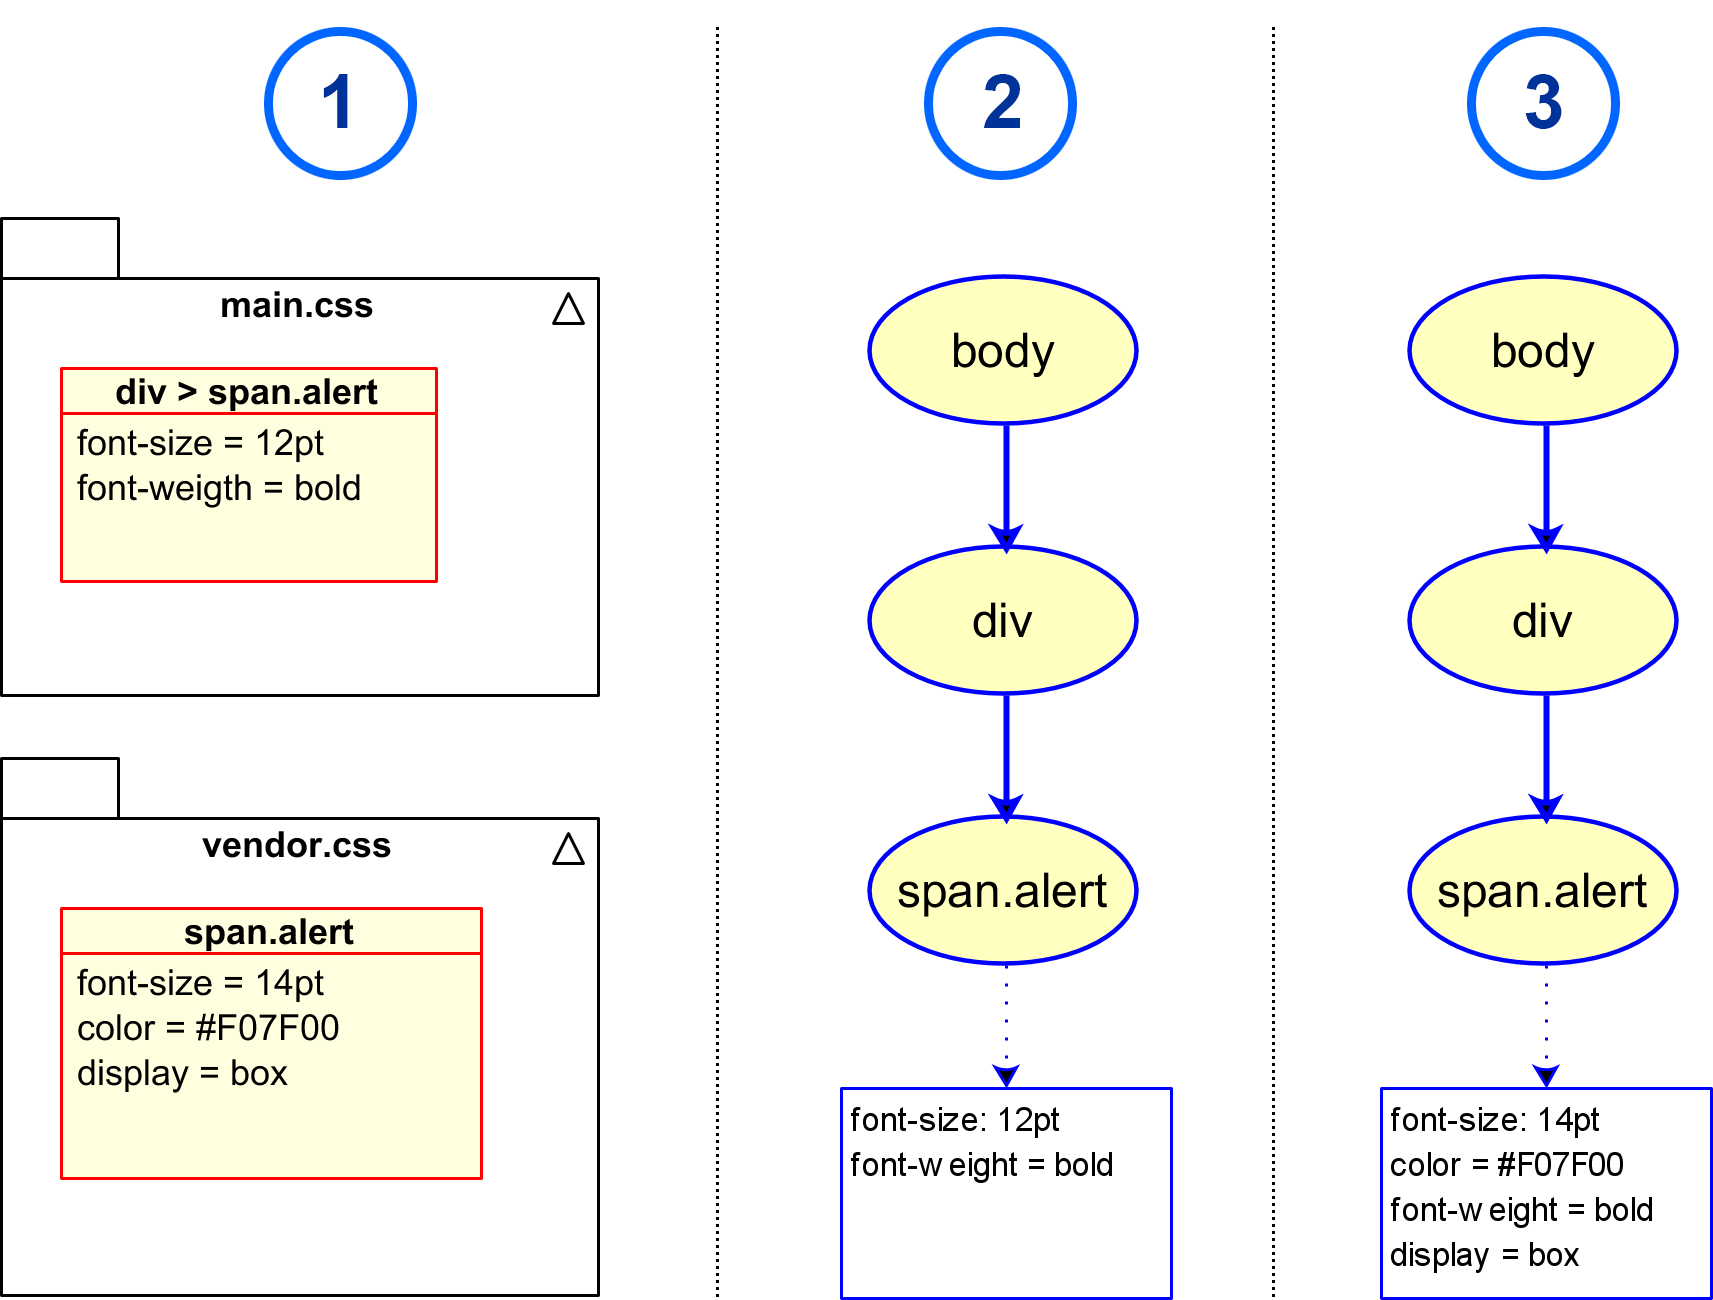 1
main.css
div > span.alert
font-size = 12pt
font-weigth = bold
vendor.css
span.alert
font-size = 14pt
color = #F07F00
display = box
2
body
div
span.alert
font-size: 12pt
font-weight = bold
3
body
div
span.alert
font-size: 14pt
color = #F07F00
font-weight = bold
display = box